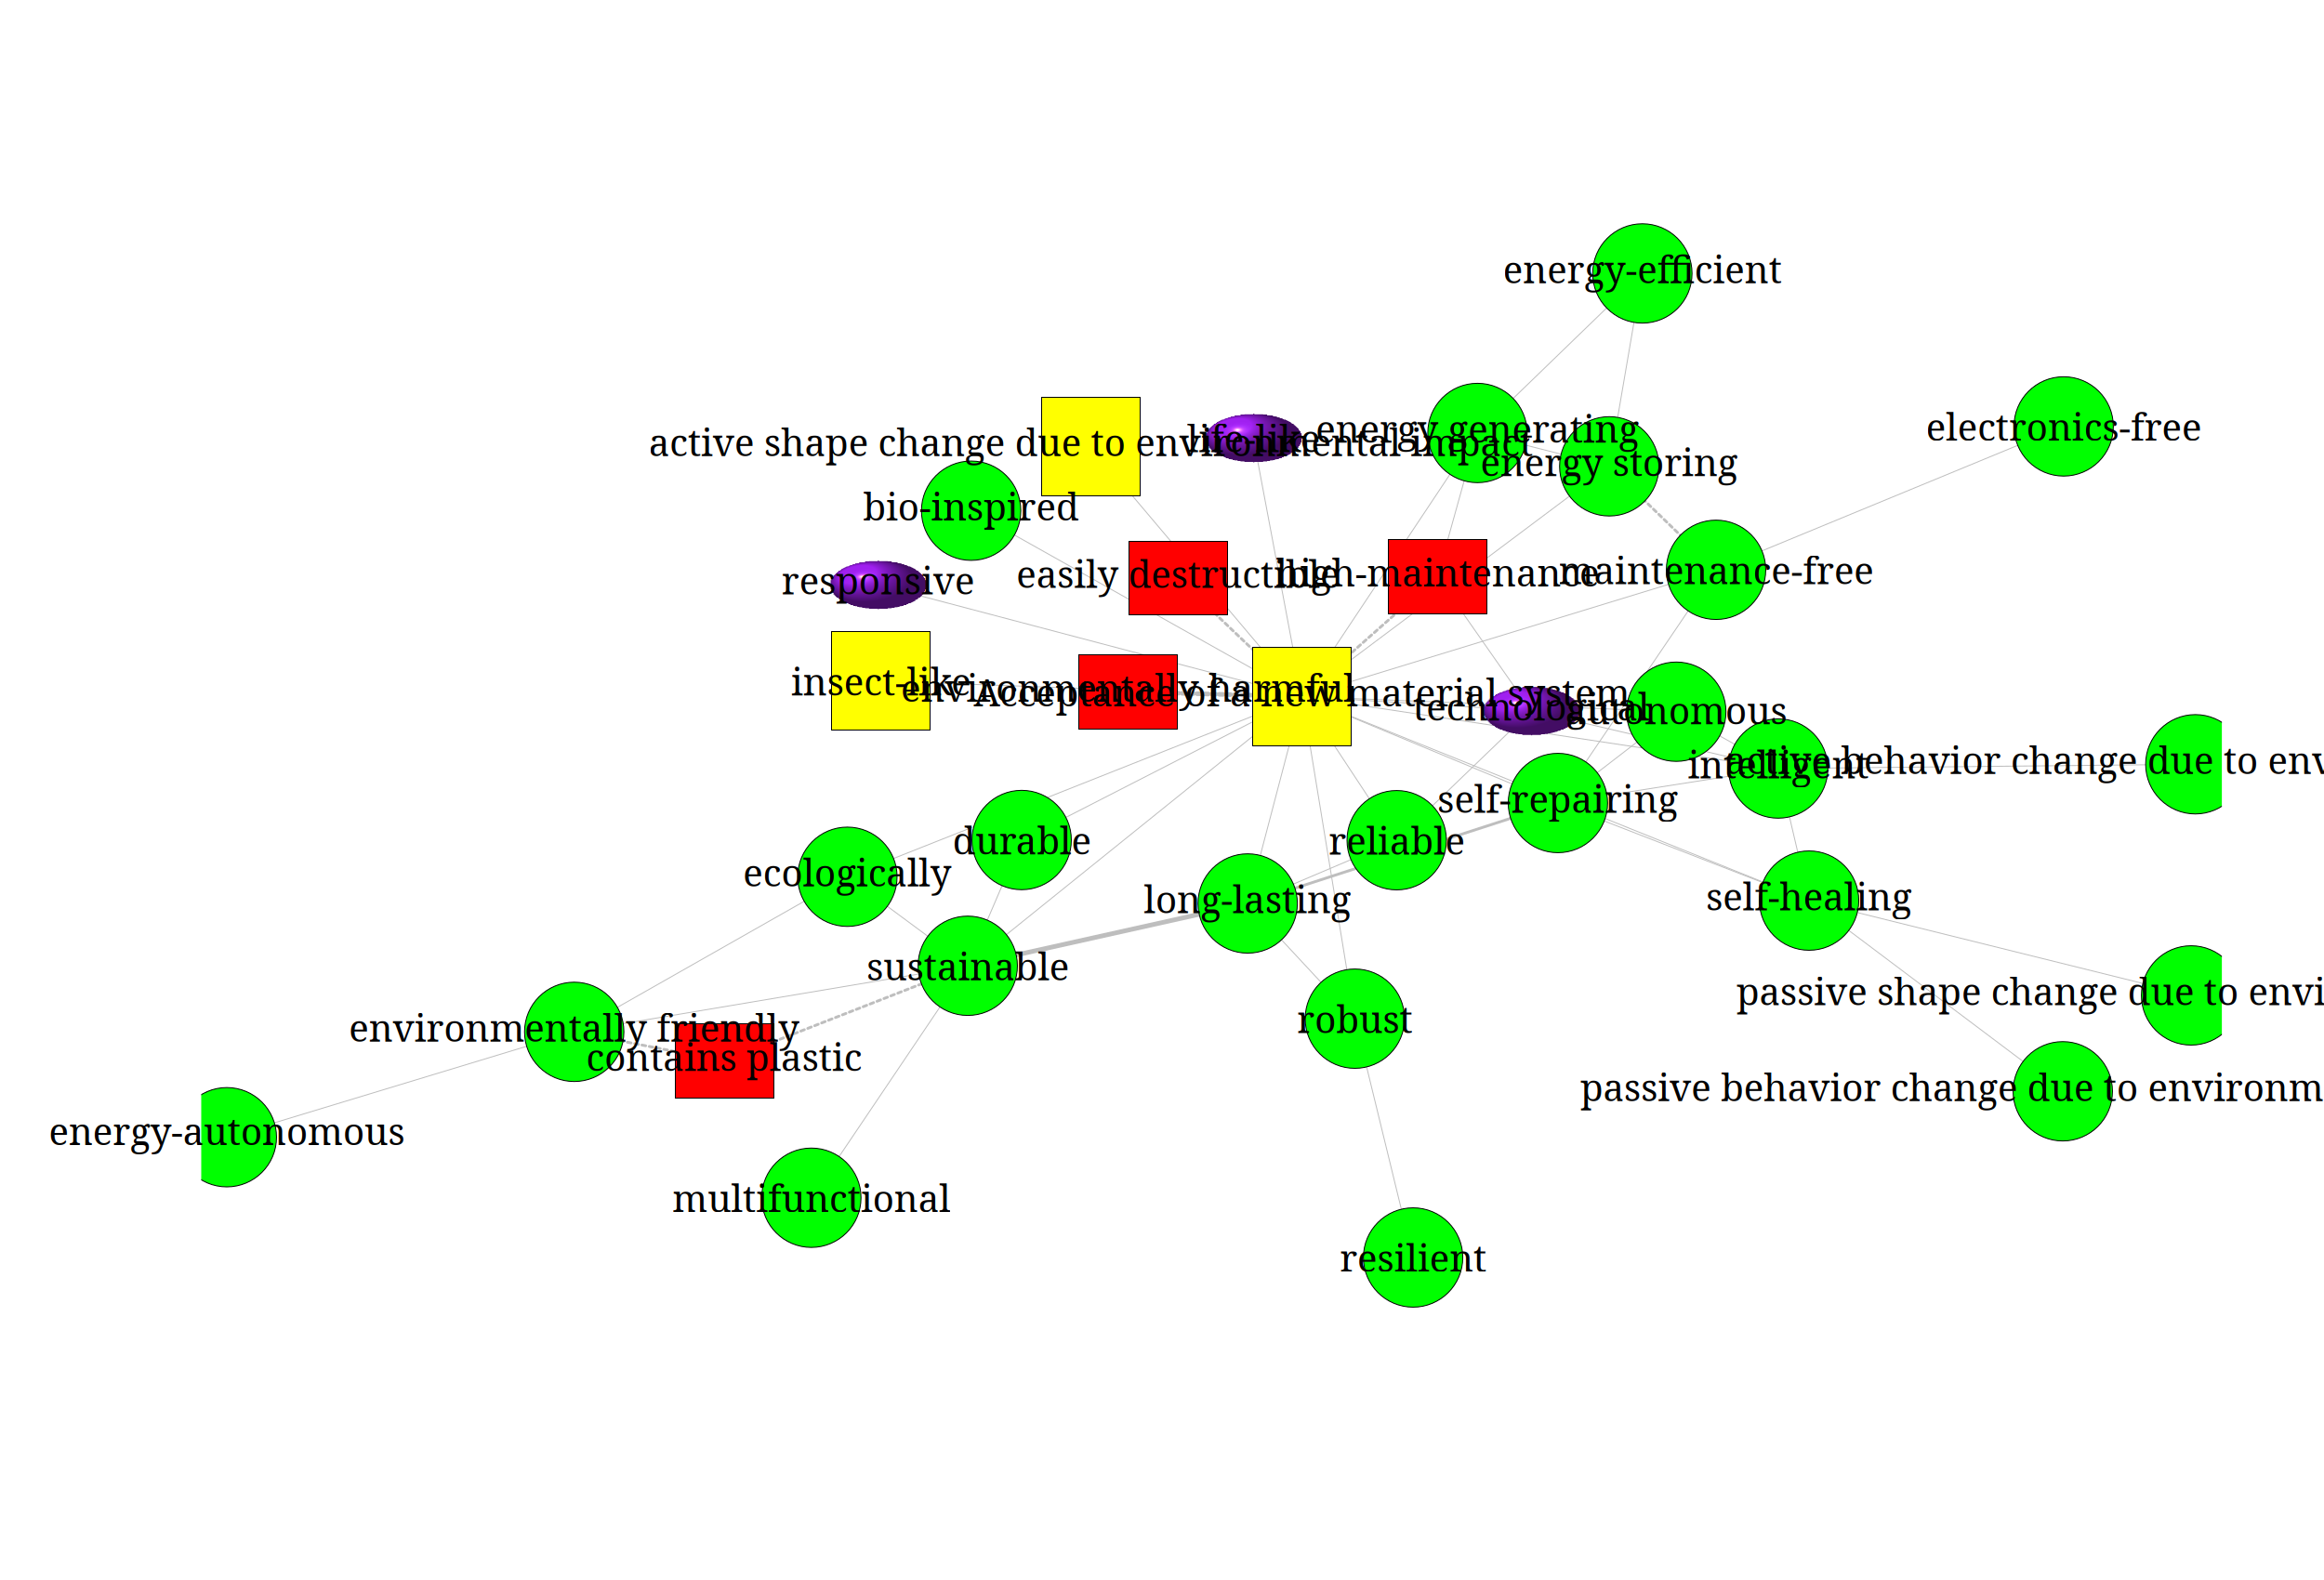 energy-efficient
electronics-free
energy generating
life-like
active shape change due to environmental impact
energy storing
bio-inspired
maintenance-free
high-maintenance
easily destructible
responsive
insect-like
environmentally harmful
Acceptance of a new material system
technological
autonomous
active behavior change due to env
intelligent
self-repairing
durable
reliable
ecologically
self-healing
long-lasting
sustainable
passive shape change due to envi
robust
environmentally friendly
contains plastic
passive behavior change due to environm
energy-autonomous
multifunctional
resilient